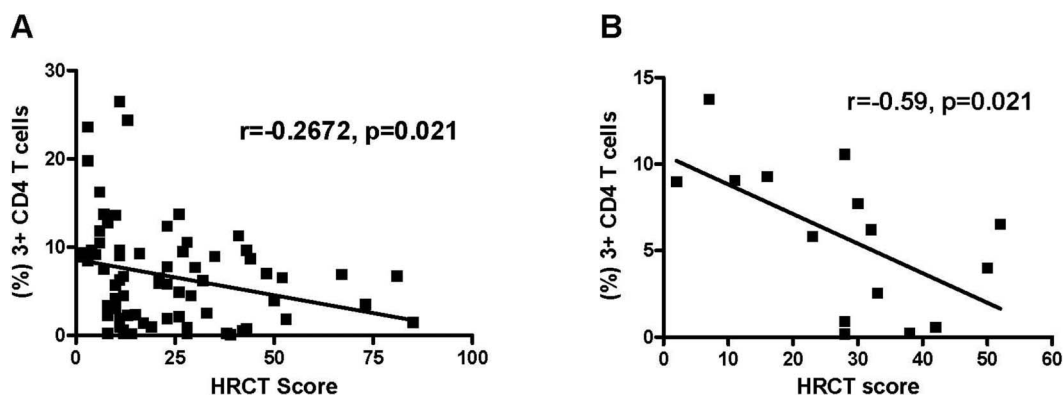 A
(%) 3+ CD4 T cells
30
20
10
0
r=-0.2672, p=0.021
0 25 50 75 100
HRCT Score
B
(%) 3+ CD4 T cells
15
10
5
0
r=-0.59, p=0.021
0 10 20 30 40 50 60
HRCT score